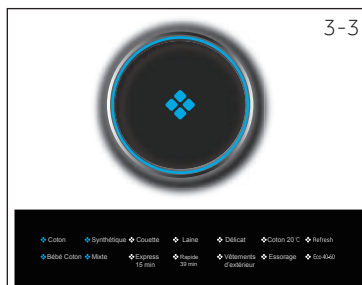 3-3
Coton Synthétique Couette Laine Délicat Coton 20℃ Refresh
Bébé Coton Mixte Express Rapide Vêtements Essorage Éco 40-60
15 min 39 min d'extérieur